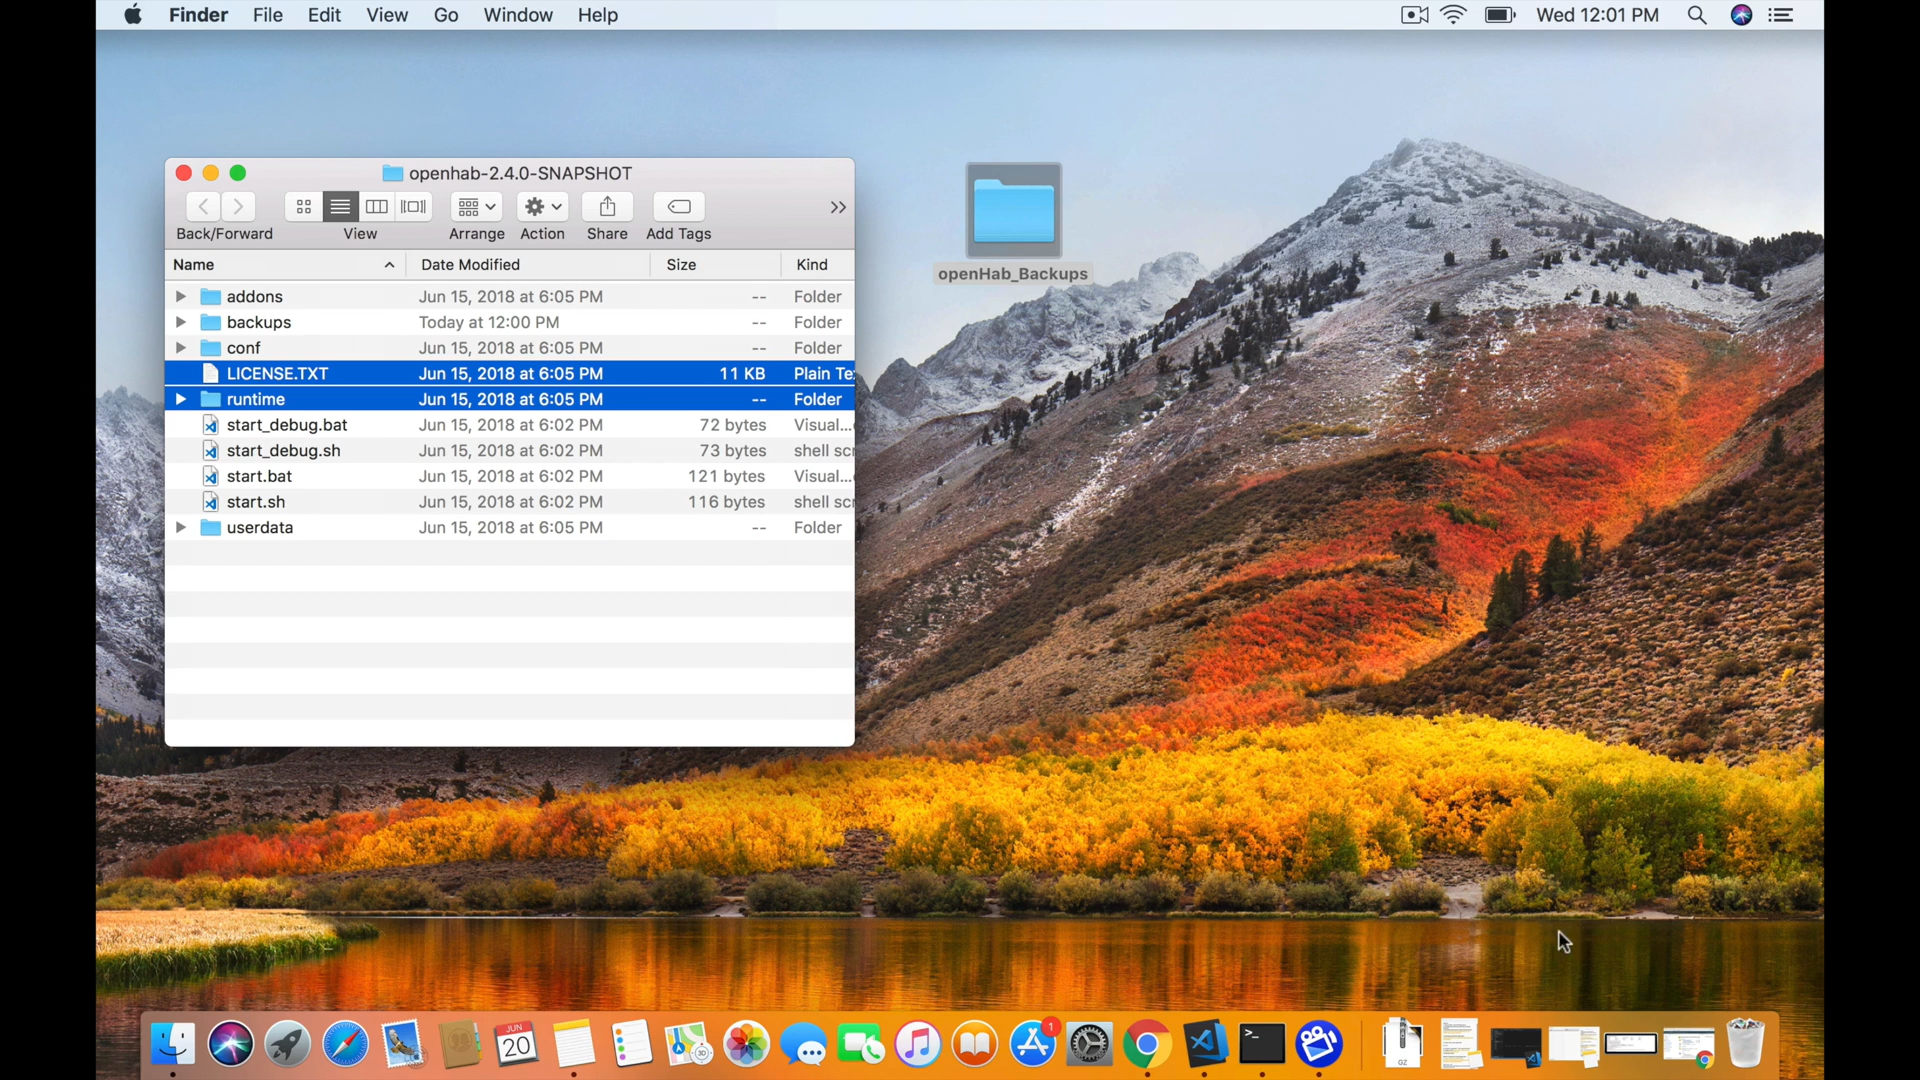 Finder File Edit View Go Window Help Wed 12:01 PM
openhab-2.4.0-SNAPSHOT
Back/Forward View Arrange Action Share Add Tags
Name Date Modified Size Kind
addons Jun 15, 2018 at 6:05 PM -- Folder
backups Today at 12:00 PM -- Folder
conf Jun 15, 2018 at 6:05 PM -- Folder
LICENSE.TXT Jun 15, 2018 at 6:05 PM 11 KB Plain Te
runtime Jun 15, 2018 at 6:05 PM -- Folder
start_debug.bat Jun 15, 2018 at 6:02 PM 72 bytes Visual...
start_debug.sh Jun 15, 2018 at 6:02 PM 73 bytes shell scr
start.bat Jun 15, 2018 at 6:02 PM 121 bytes Visual...
start.sh Jun 15, 2018 at 6:02 PM 116 bytes shell scr
userdata Jun 15, 2018 at 6:05 PM -- Folder
openHab_Backups
JUN
20
3D
1
>_
GZ